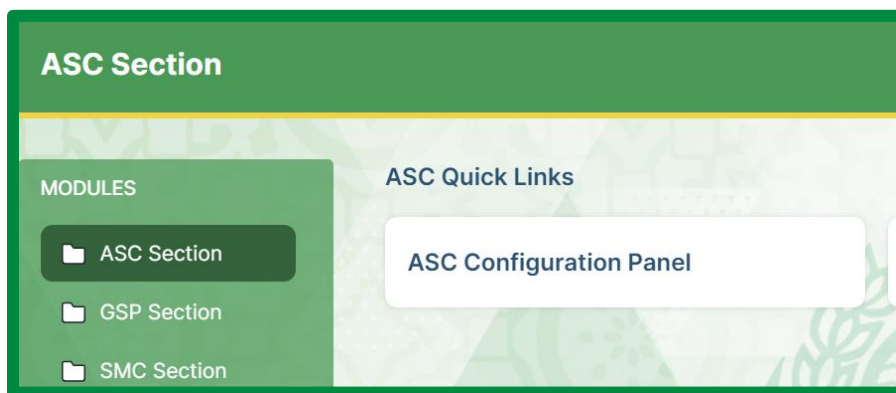 ASC Section
MODULES
ASC Section
GSP Section
SMC Section
ASC Quick Links
ASC Configuration Panel